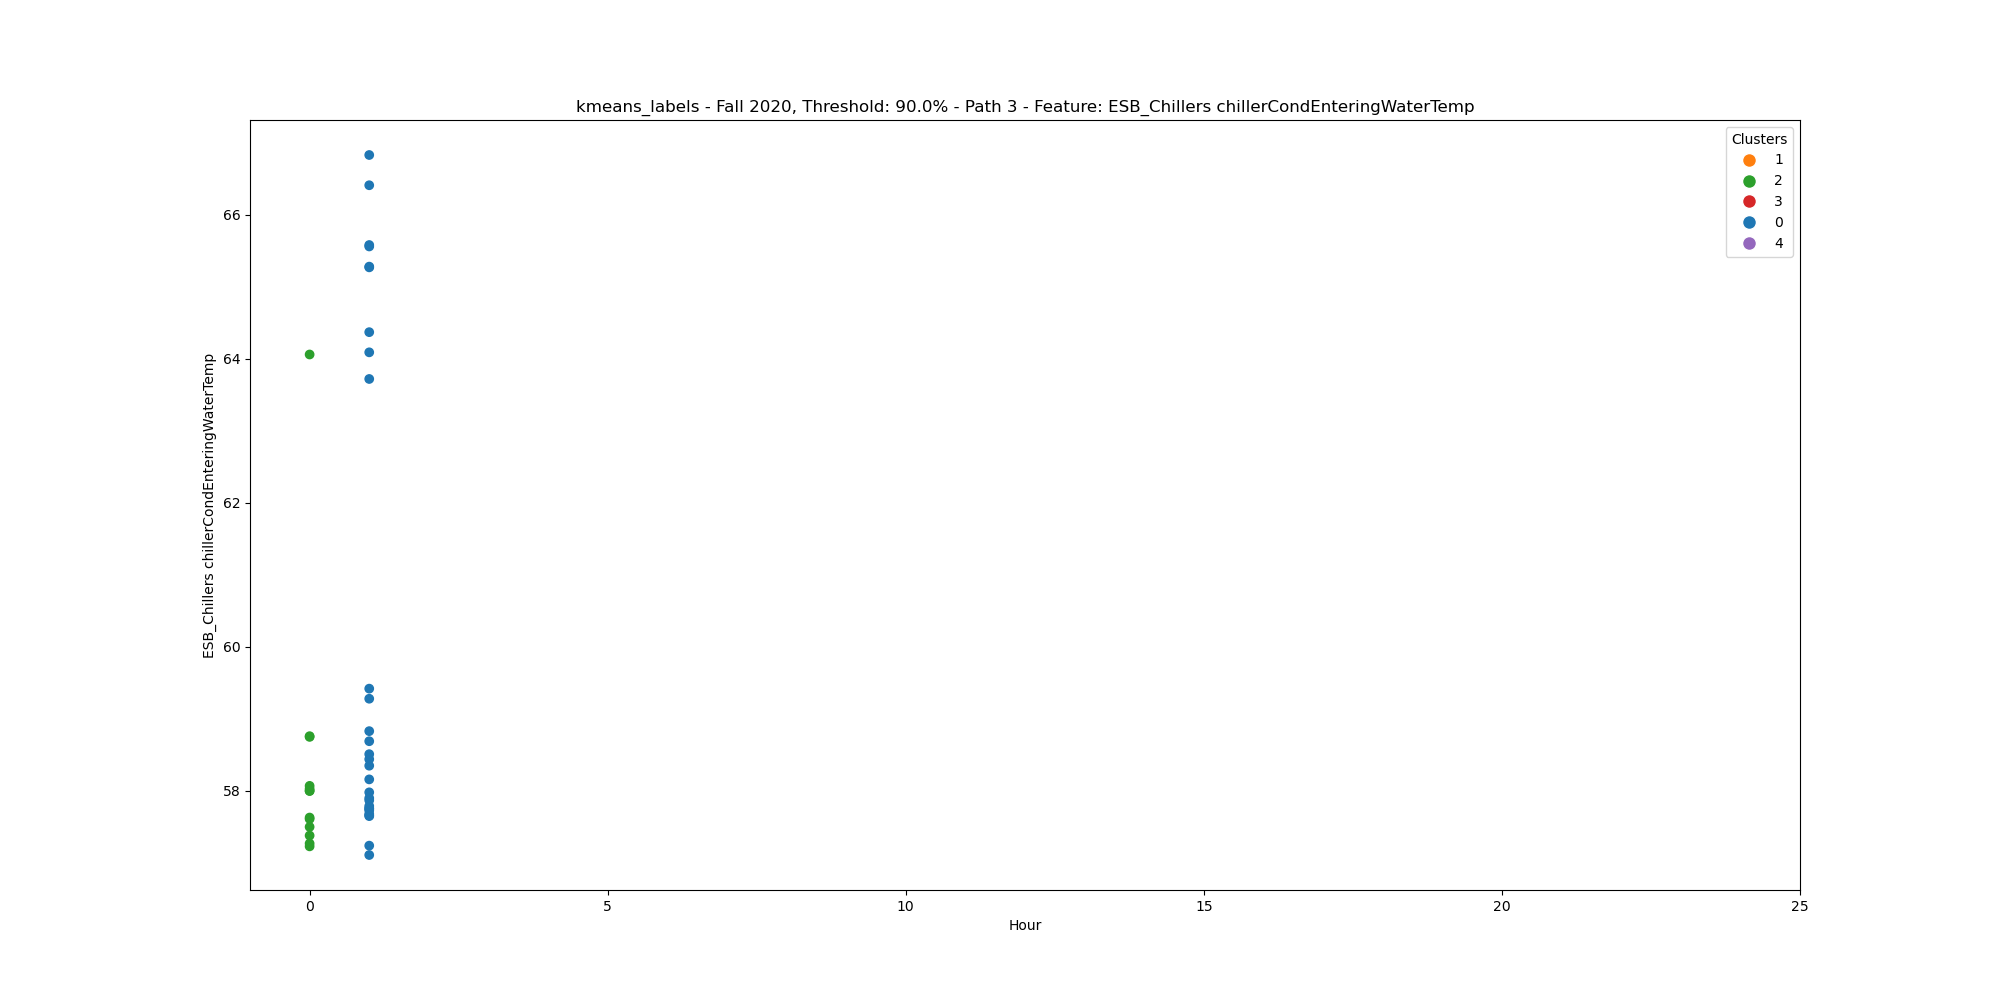 kmeans_labels - Fall 2020, Threshold: 90.0% - Path 3 - Feature: ESB_Chillers chillerCondEnteringWaterTemp
Clusters
1
2
3
0
4
66
64
62
60
58
ESB_Chillers chillerCondEnteringWaterTemp
0 5 10 15 20 25
Hour